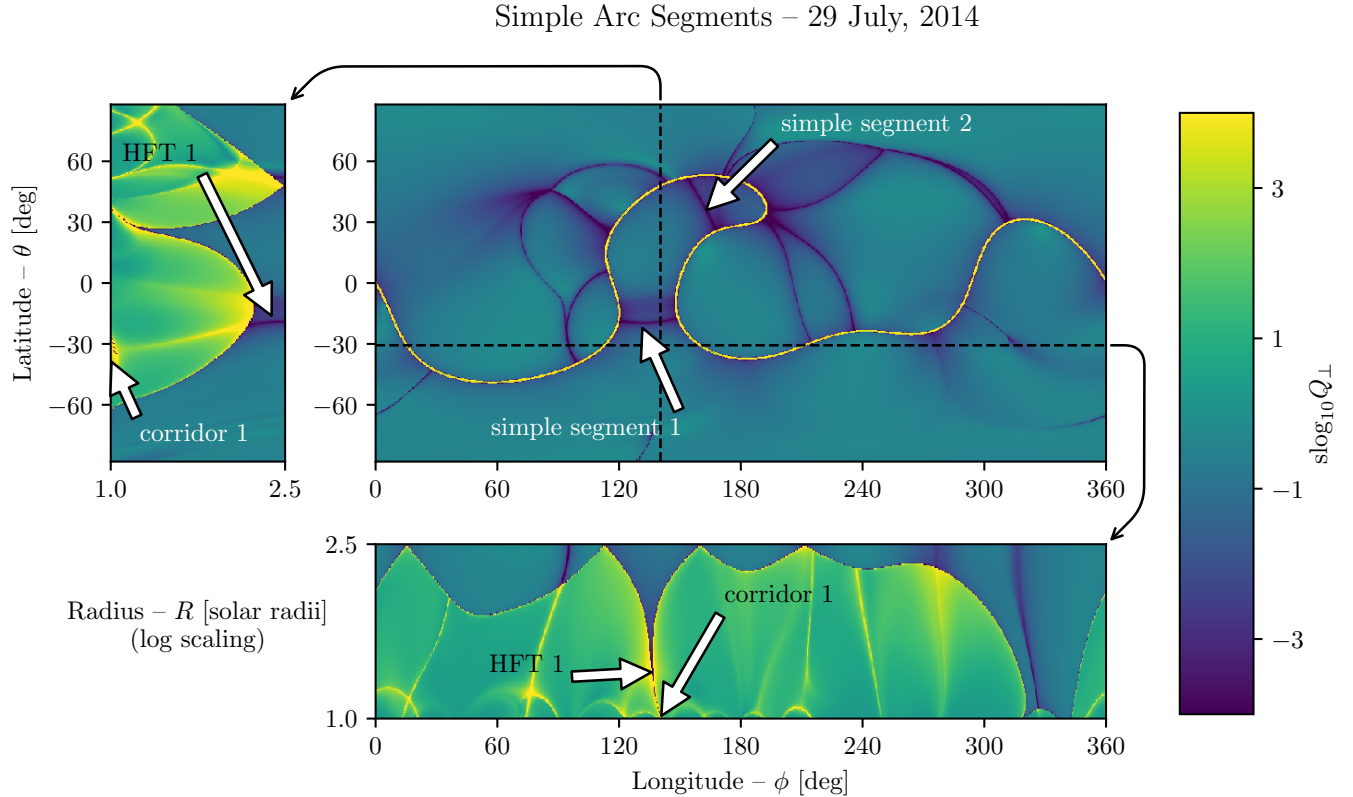 Simple Arc Segments – 29 July, 2014
HFT 1
corridor 1
60
30
0
−30
−60
Latitude – θ [deg]
1.0
2.5
simple segment 2
simple segment 1
60
30
0
−30
−60
0
60
120
180
240
300
360
3
1
−1
−3
slog₁₀Q⊥
2.5
1.0
Radius – R [solar radii]
(log scaling)
corridor 1
HFT 1
0
60
120
180
240
300
360
Longitude – ϕ [deg]